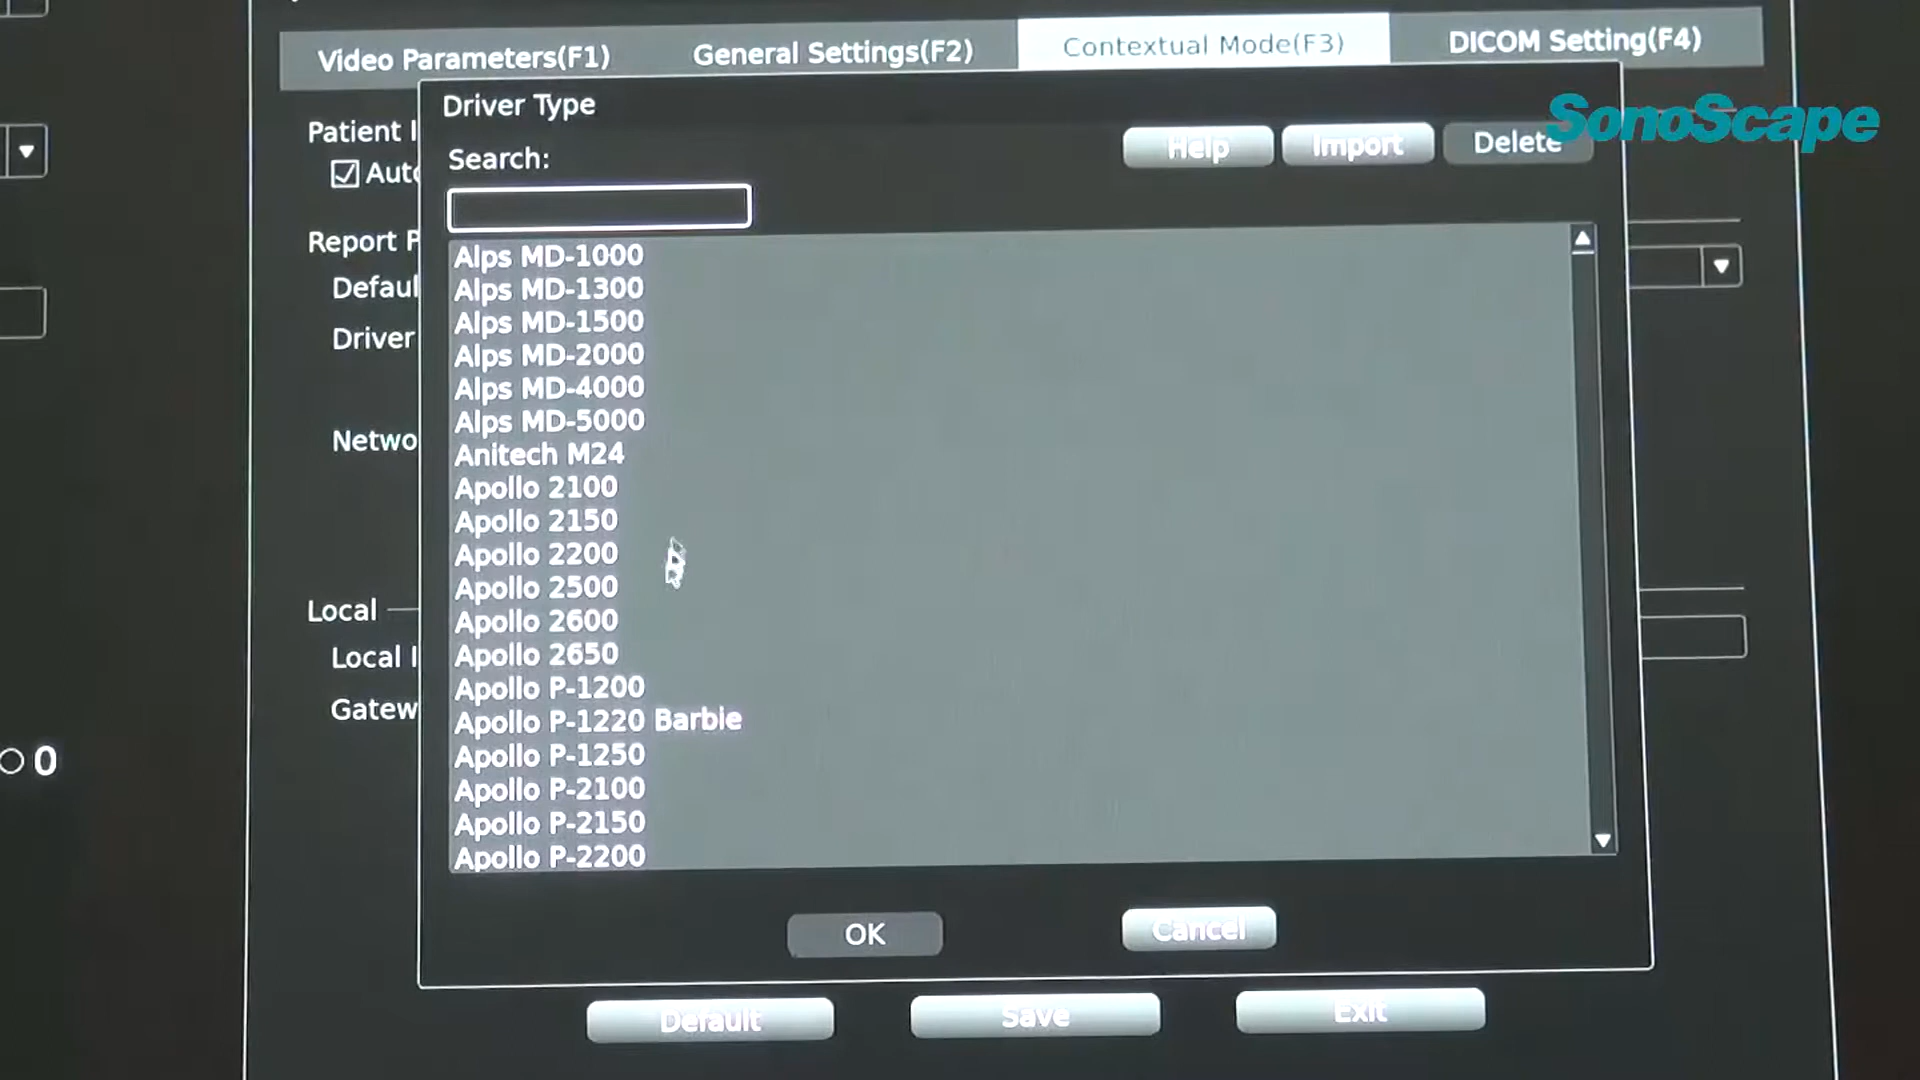 Video Parameters(F1) General Settings(F2) Contextual Mode(F3) DICOM Setting(F4)
SonoScape
Driver Type
Search:
Help Import Delete
Patient I
Auto
Report P
Defaul
Driver
Netwo
Local
Local I
Gatew
0
Alps MD-1000
Alps MD-1300
Alps MD-1500
Alps MD-2000
Alps MD-4000
Alps MD-5000
Anitech M24
Apollo 2100
Apollo 2150
Apollo 2200
Apollo 2500
Apollo 2600
Apollo 2650
Apollo P-1200
Apollo P-1220 Barbie
Apollo P-1250
Apollo P-2100
Apollo P-2150
Apollo P-2200
OK Cancel
Default Save Exit